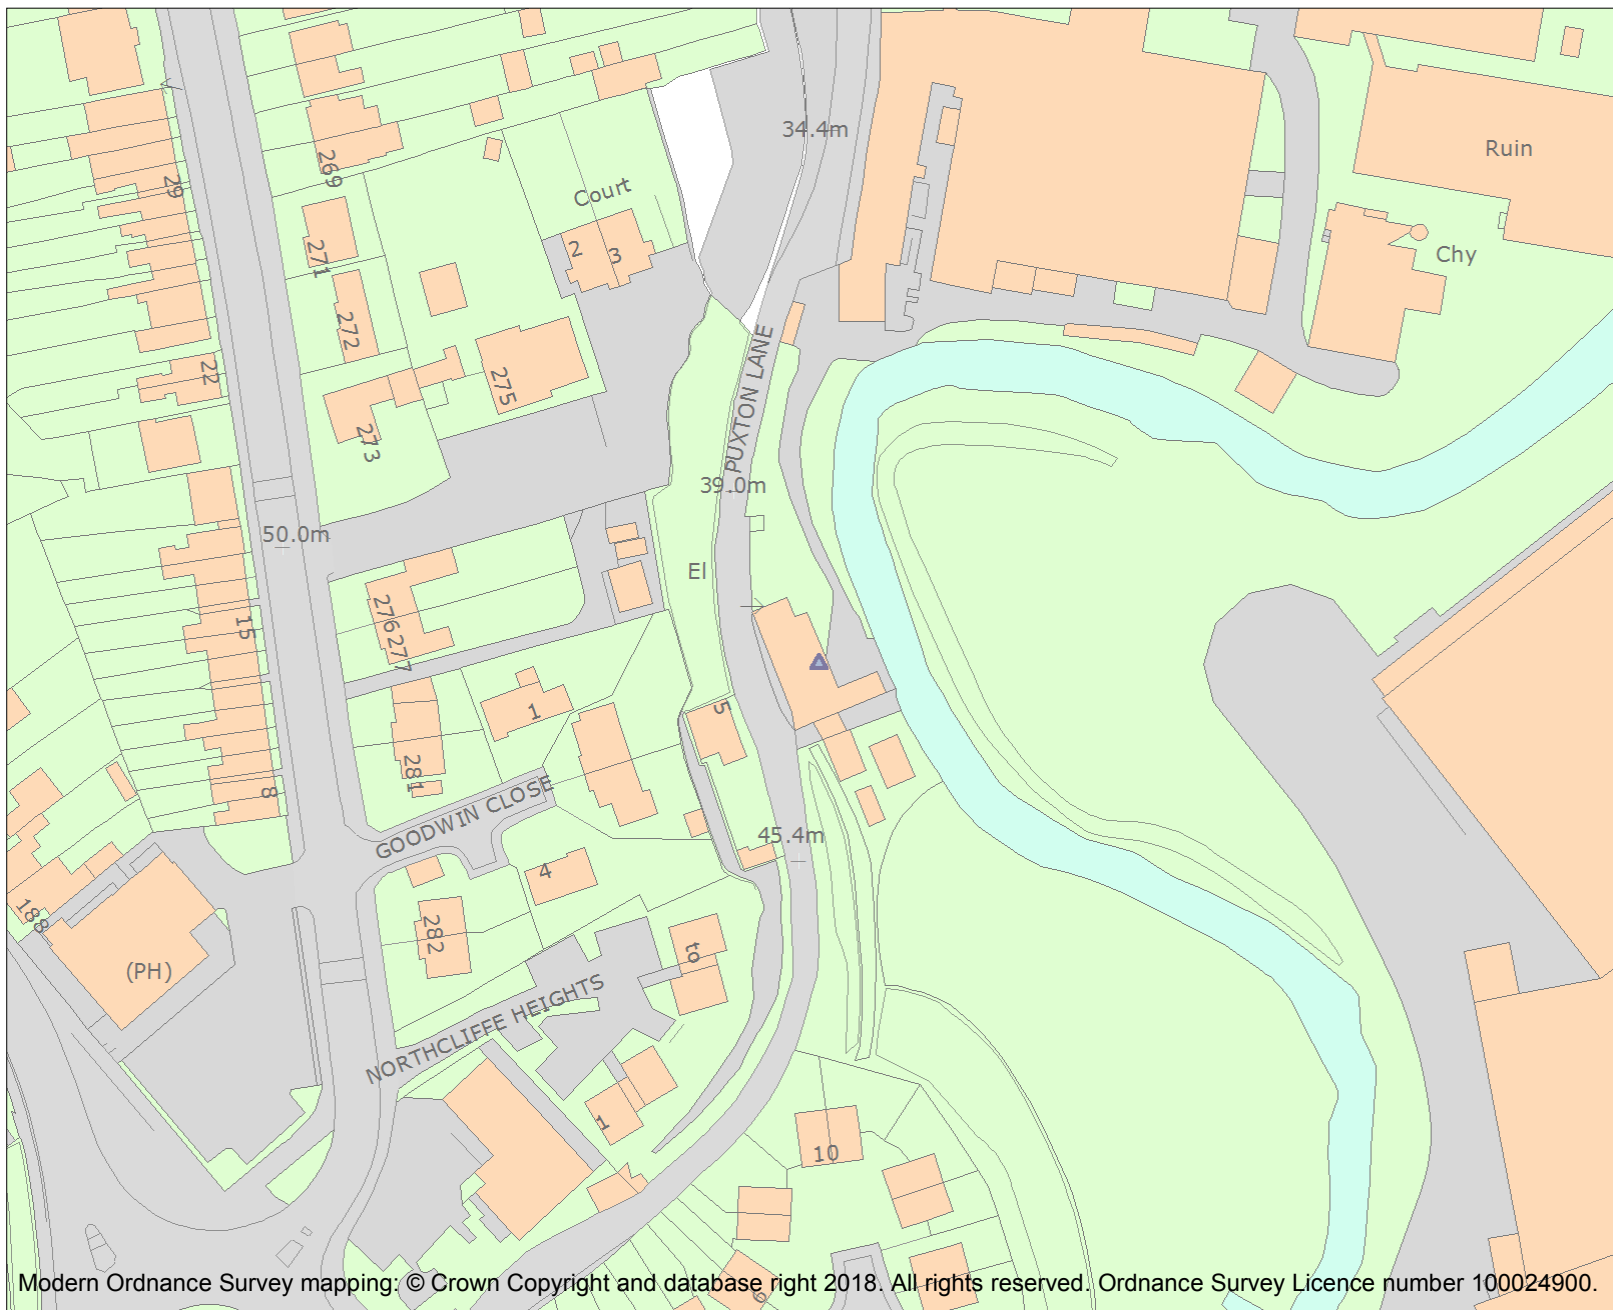 34.4m
Ruin
269
29
Court
2
3
271
Chy
272
22
275
PUXTON LANE
273
39.0m
50.0m
El
276
277
15
1
5
281
8
GOODWIN CLOSE
45.4m
4
188
282
(PH)
to
NORTHCLIFFE HEIGHTS
1
10
6
Modern Ordnance Survey mapping: © Crown Copyright and database right 2018. All rights reserved. Ordnance Survey Licence number 100024900.